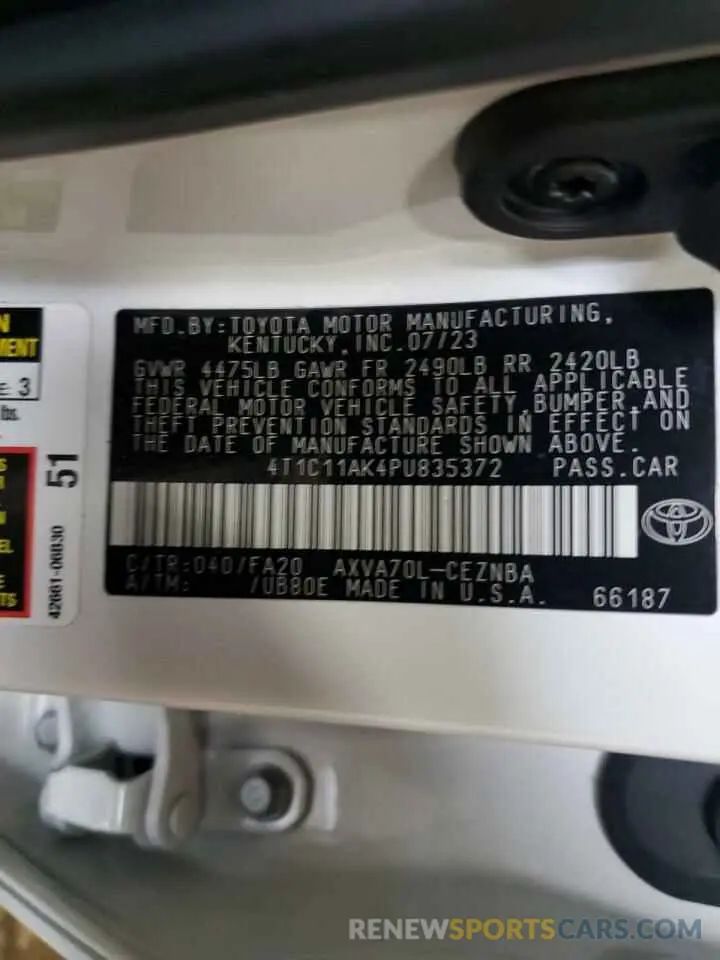 MFD.BY:TOYOTA MOTOR MANUFACTURING,
KENTUCKY,INC.07/23
GVWR 4475LB GAWR FR 2490LB RR 2420LB
THIS VEHICLE CONFORMS TO ALL APPLICABLE
FEDERAL MOTOR VEHICLE SAFETY,BUMPER,AND
THEFT PREVENTION STANDARDS IN EFFECT ON
THE DATE OF MANUFACTURE SHOWN ABOVE.
4T1C11AK4PU835372 PASS.CAR
C/TR:040/FA20 AXVA70L-CEZNBA
A/TM: /UB80E MADE IN U.S.A.
66187
3
lbs.
51
42661-06B30
RENEWSPORTSCARS.COM